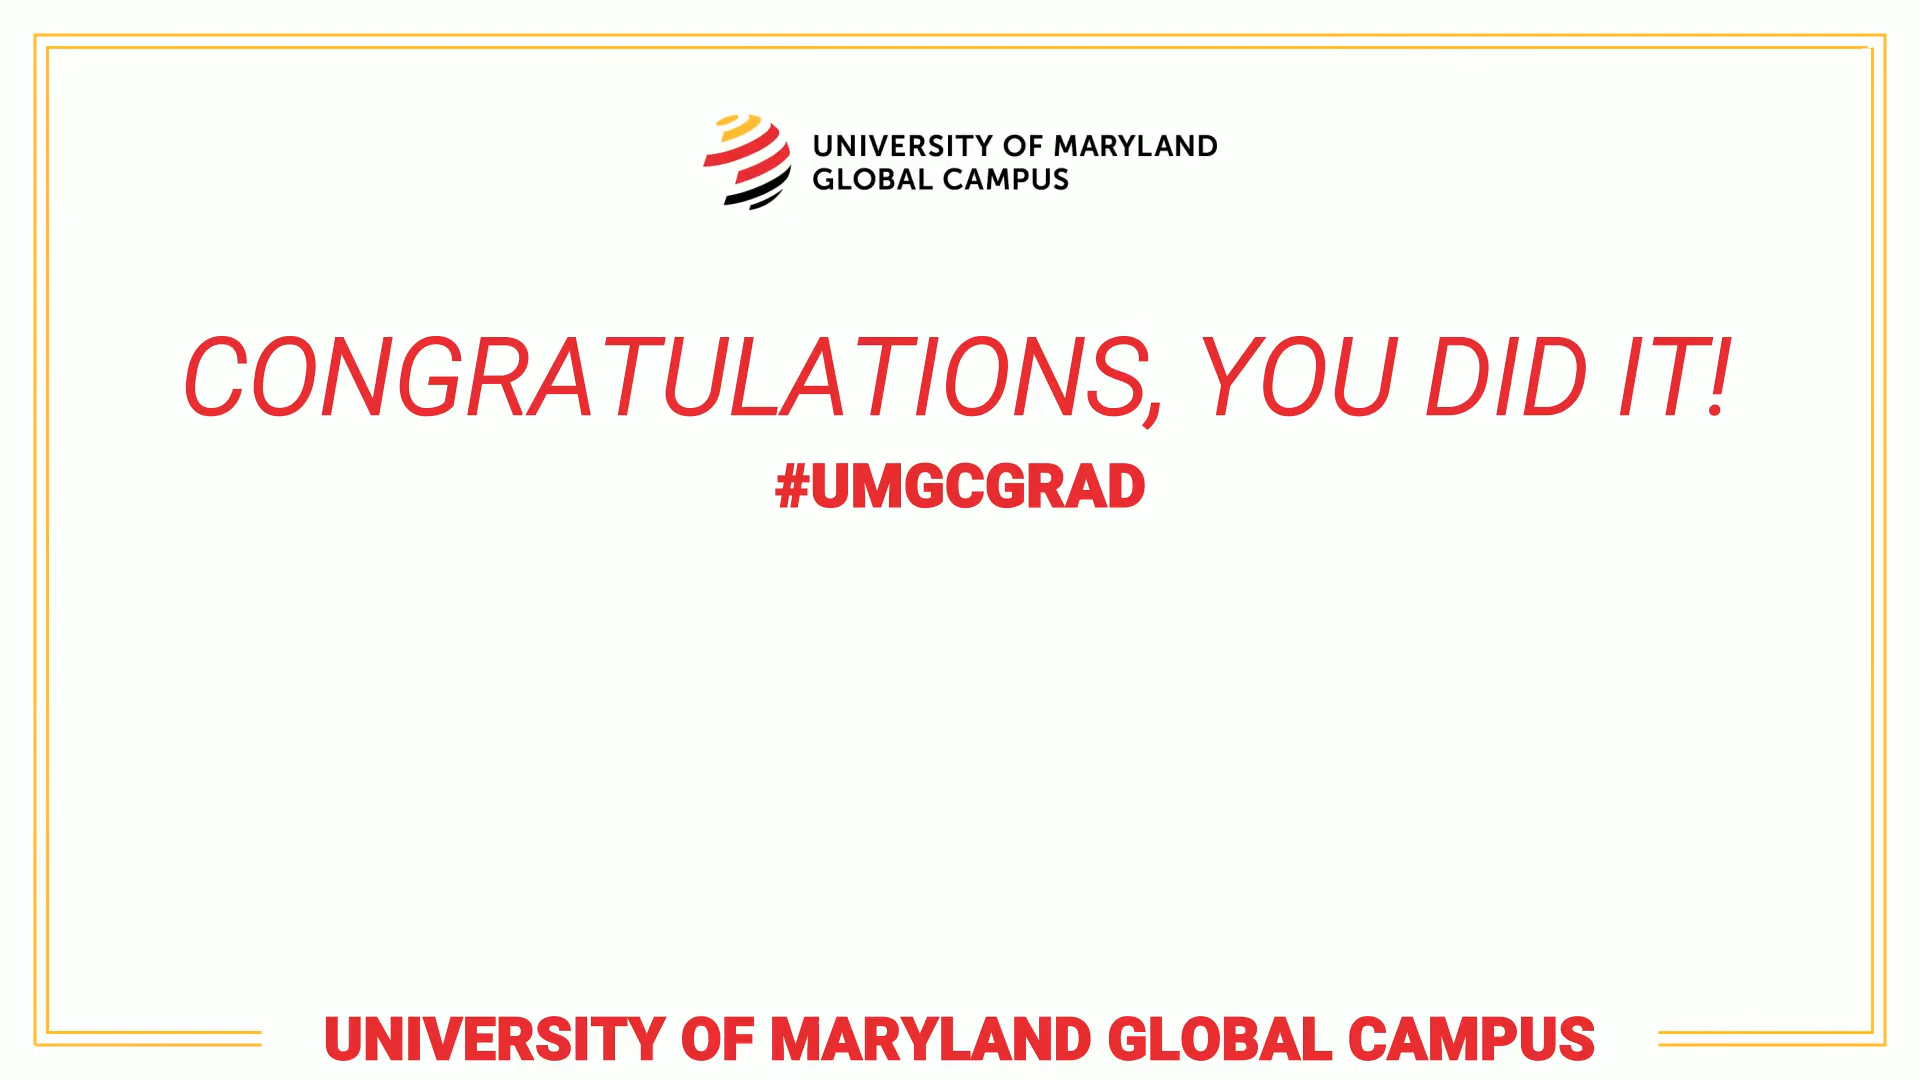 UNIVERSITY OF MARYLAND
GLOBAL CAMPUS
CONGRATULATIONS, YOU DID IT!
#UMGCGRAD
UNIVERSITY OF MARYLAND GLOBAL CAMPUS